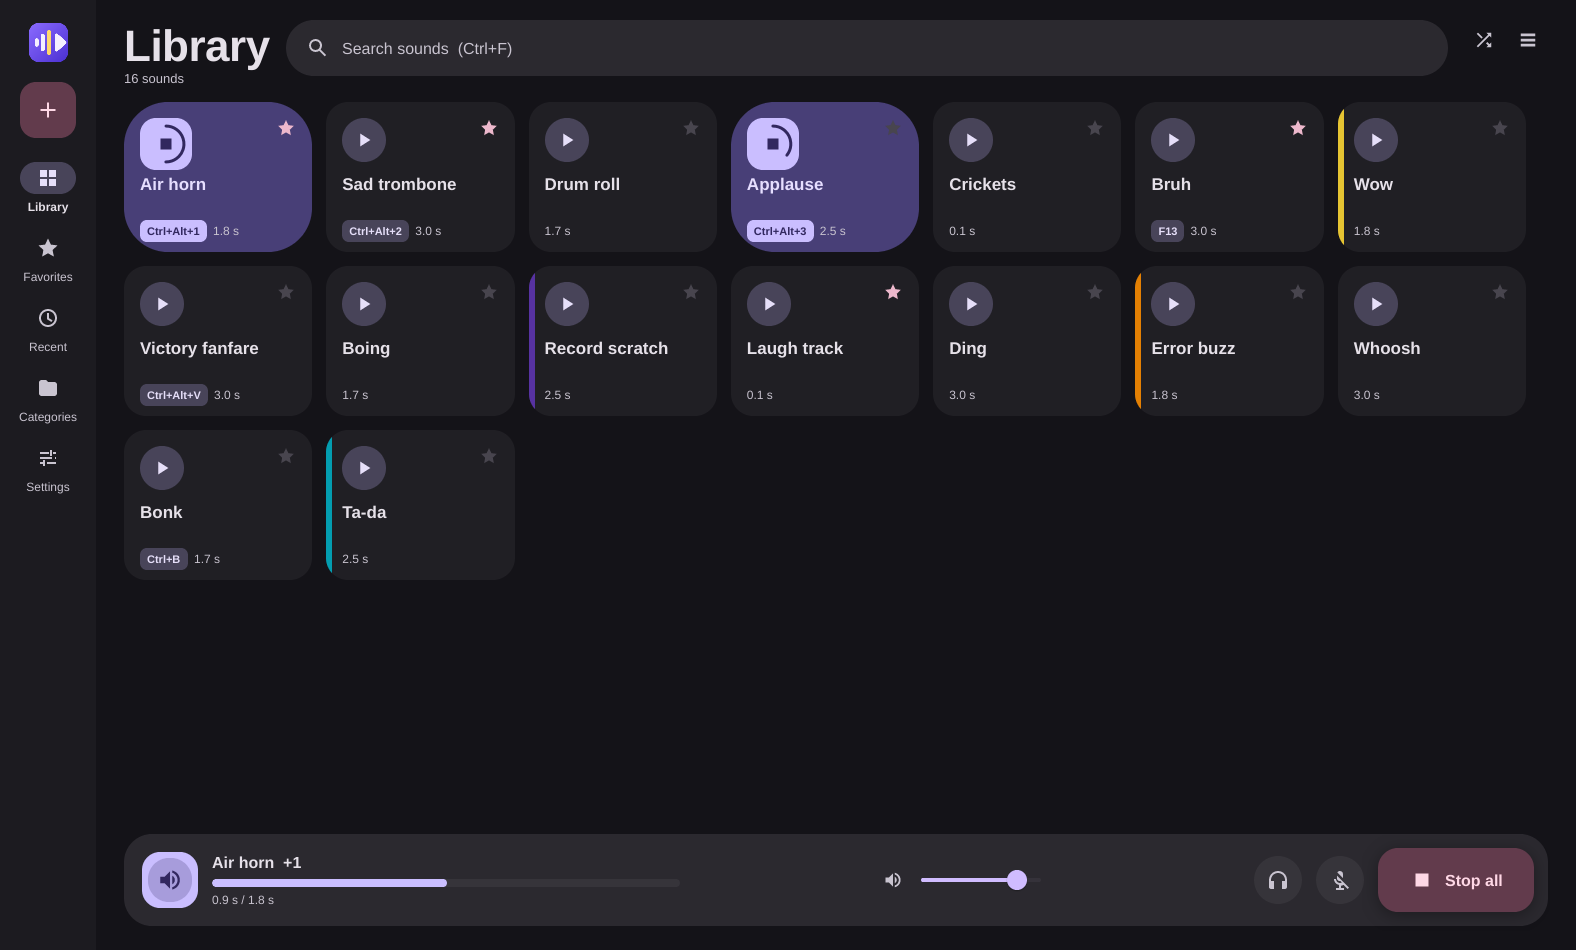 Library
16 sounds
Search sounds  (Ctrl+F)
Library
Favorites
Recent
Categories
Settings
Air horn
Ctrl+Alt+1 1.8 s
Sad trombone
Ctrl+Alt+2 3.0 s
Drum roll
1.7 s
Applause
Ctrl+Alt+3 2.5 s
Crickets
0.1 s
Bruh
F13 3.0 s
Wow
1.8 s
Victory fanfare
Ctrl+Alt+V 3.0 s
Boing
1.7 s
Record scratch
2.5 s
Laugh track
0.1 s
Ding
3.0 s
Error buzz
1.8 s
Whoosh
3.0 s
Bonk
Ctrl+B 1.7 s
Ta-da
2.5 s
Air horn  +1
0.9 s / 1.8 s
Stop all